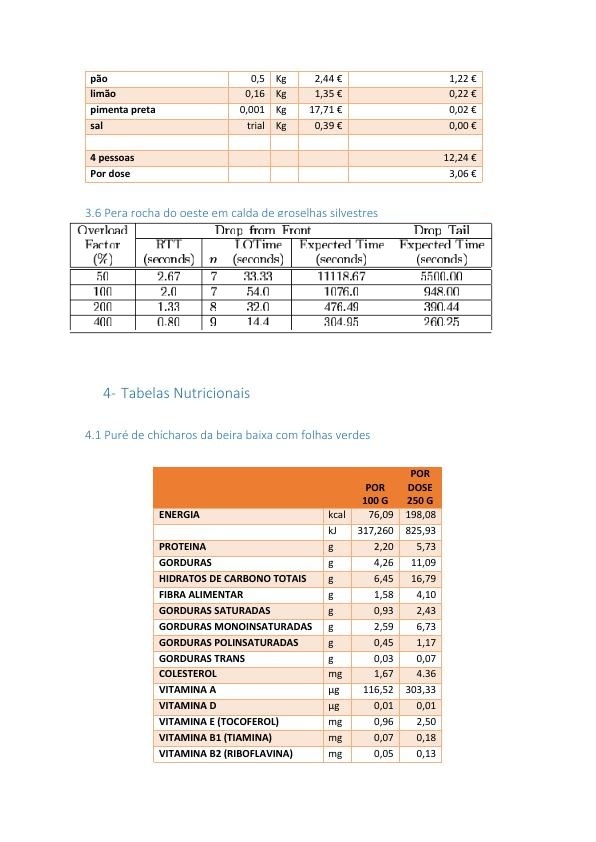 pão 0,5 Kg 2,44 € 1,22 €
limão 0,16 Kg 1,35 € 0,22 €
pimenta preta 0,001 Kg 17,71 € 0,02 €
sal trial Kg 0,39 € 0,00 €
4 pessoas 12,24 €
Por dose 3,06 €
3.6 Pera rocha do oeste em calda de groselhas silvestres
Overload Drop from Front Drop Tail
Factor RTT LOTime Expected Time Expected Time
(%) (seconds) n (seconds) (seconds) (seconds)
50 2.67 7 33.33 11118.67 5500.00
100 2.0 7 54.0 1076.0 948.00
200 1.33 8 32.0 476.49 390.44
400 0.80 9 14.4 304.95 260.25
4- Tabelas Nutricionais
4.1 Puré de chícharos da beira baixa com folhas verdes
POR
POR DOSE
100 G 250 G
ENERGIA kcal 76,09 198,08
kJ 317,260 825,93
PROTEINA g 2,20 5,73
GORDURAS g 4,26 11,09
HIDRATOS DE CARBONO TOTAIS g 6,45 16,79
FIBRA ALIMENTAR g 1,58 4,10
GORDURAS SATURADAS g 0,93 2,43
GORDURAS MONOINSATURADAS g 2,59 6,73
GORDURAS POLINSATURADAS g 0,45 1,17
GORDURAS TRANS g 0,03 0,07
COLESTEROL mg 1,67 4.36
VITAMINA A µg 116,52 303,33
VITAMINA D µg 0,01 0,01
VITAMINA E (TOCOFEROL) mg 0,96 2,50
VITAMINA B1 (TIAMINA) mg 0,07 0,18
VITAMINA B2 (RIBOFLAVINA) mg 0,05 0,13